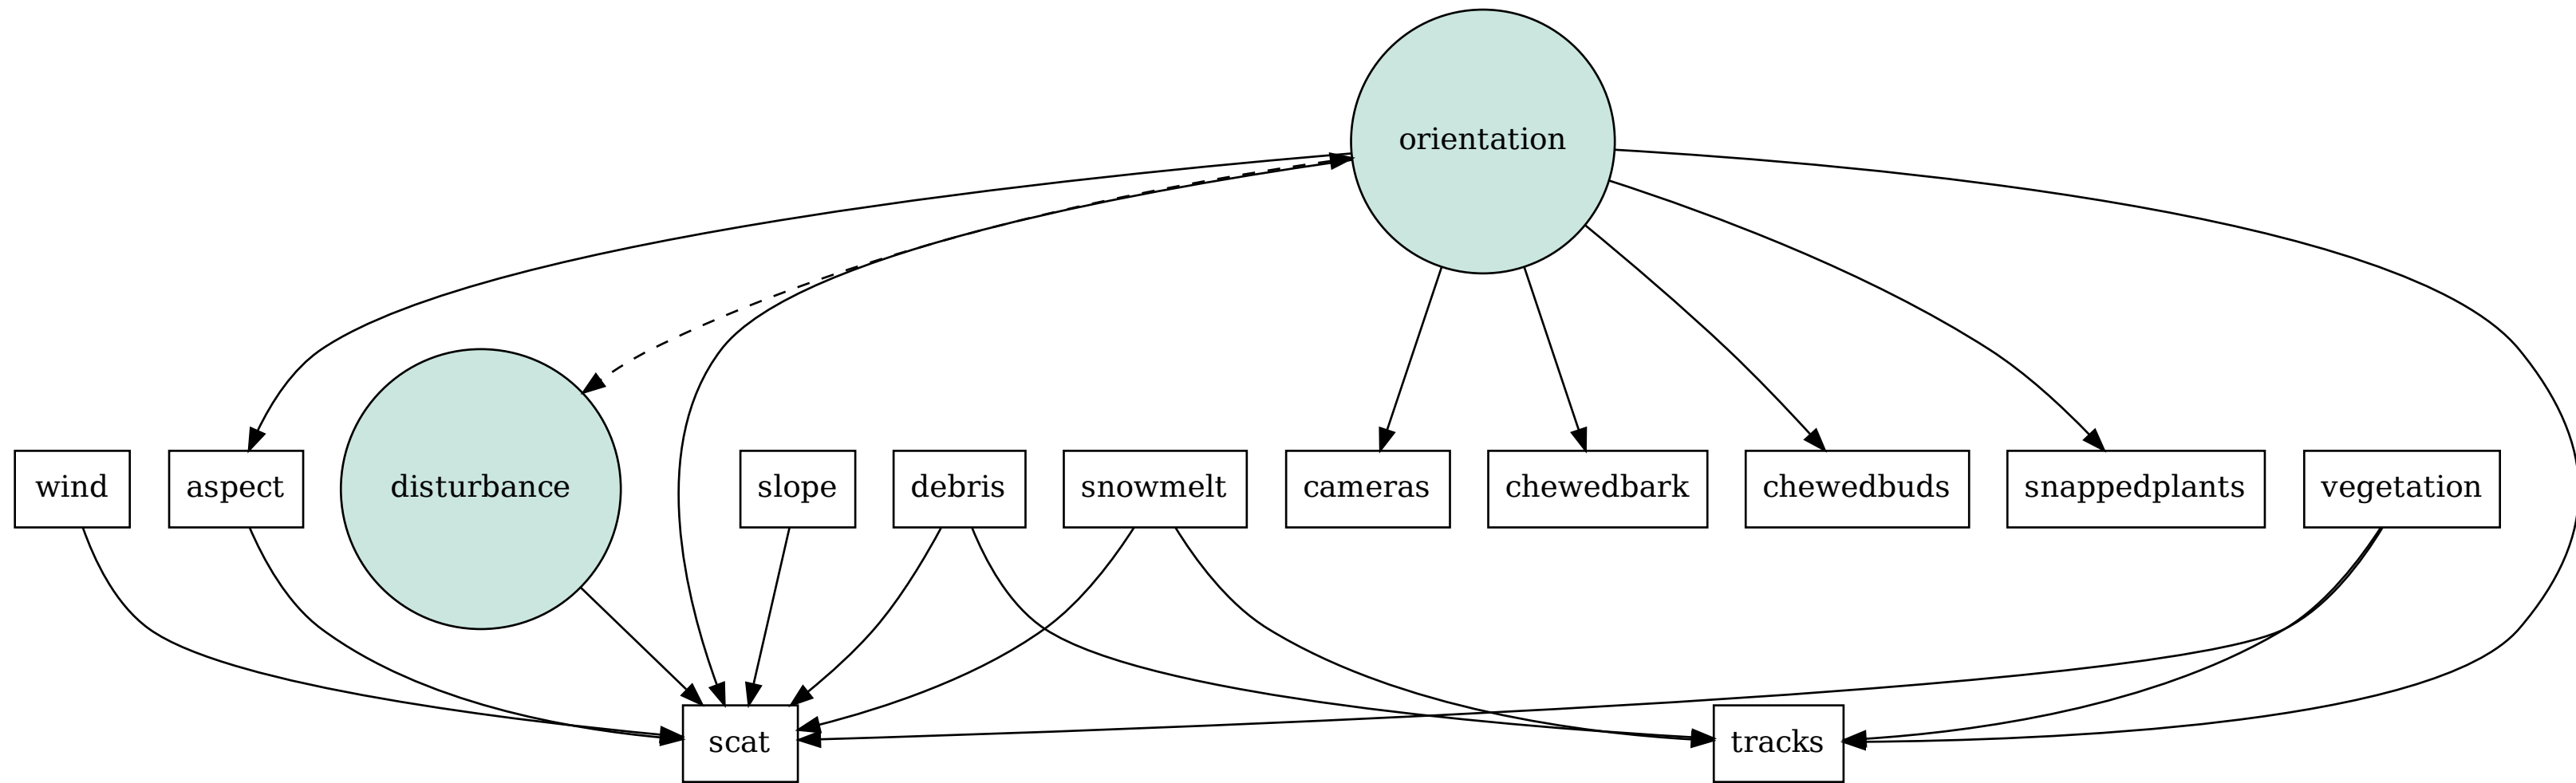 orientation
wind
aspect
disturbance
slope
debris
snowmelt
cameras
chewedbark
chewedbuds
snappedplants
vegetation
scat
tracks